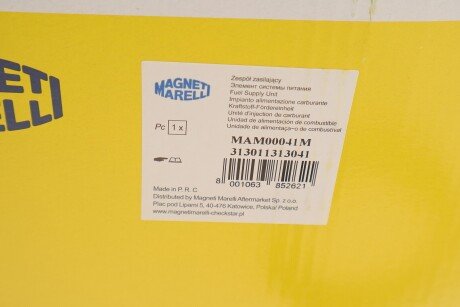 MAGNETI
MARELLI
MAGNETI
MARELLI
Zespół zasilający
Элемент системы питания
Fuel Supply Unit
Impianto alimentazione carburante
Kraftstoff-Fördereinheit
Unité d'injection de carburant
Unidad de alimentación de combustible
Unidade de alimentaça-o de combustival
Pc 1 x
MAM00041M
313011313041
8 001063 852621
Made in P. R. C.
Distributed by Magneti Marelli Aftermarket Sp. z o.o.
Plac pod Lipami 5, 40-476 Katowice, Polska/ Poland
www.magnetimarelli-checkstar.pl